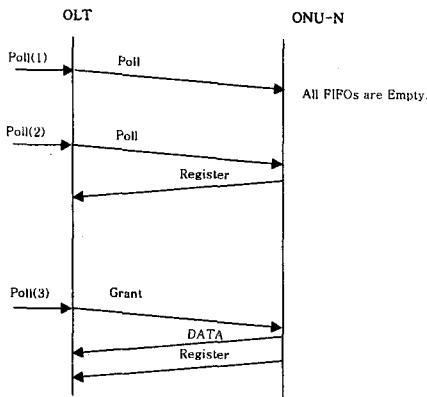 OLT ONU-N
Poll(1)
Poll
All FIFOs are Empty.
Poll(2)
Poll
Register
Poll(3)
Grant
DATA
Register